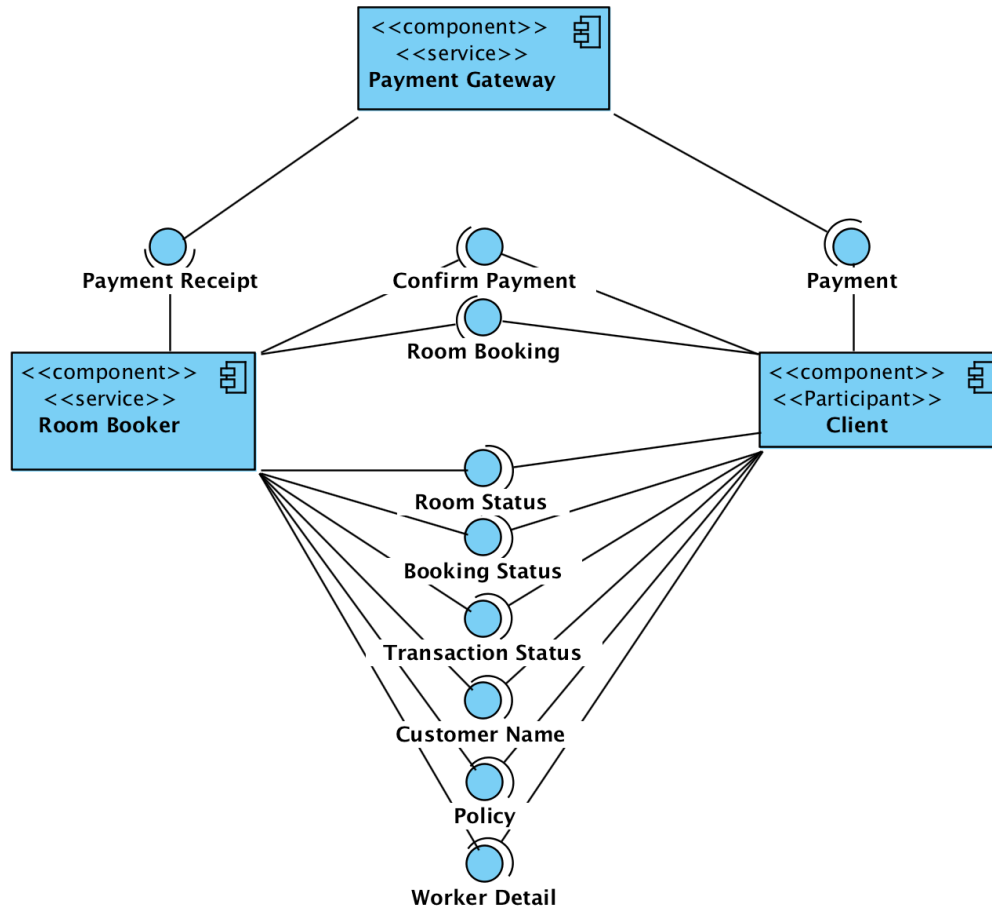 <<component>>
<<service>>
Payment Gateway
Payment Receipt
Confirm Payment
Payment
Room Booking
<<component>>
<<service>>
Room Booker
<<component>>
<<Participant>>
Client
Room Status
Booking Status
Transaction Status
Customer Name
Policy
Worker Detail